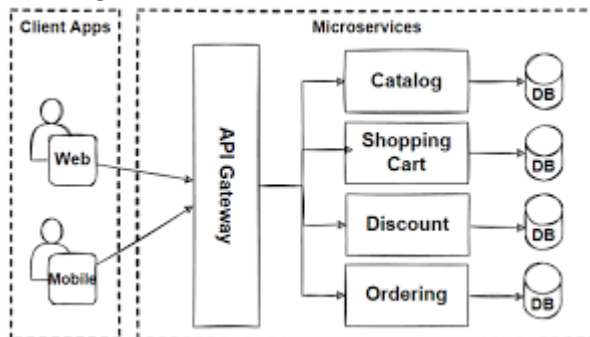 Client Apps
Microservices
Web
Mobile
API Gateway
Catalog
DB
Shopping
Cart
DB
Discount
DB
Ordering
DB